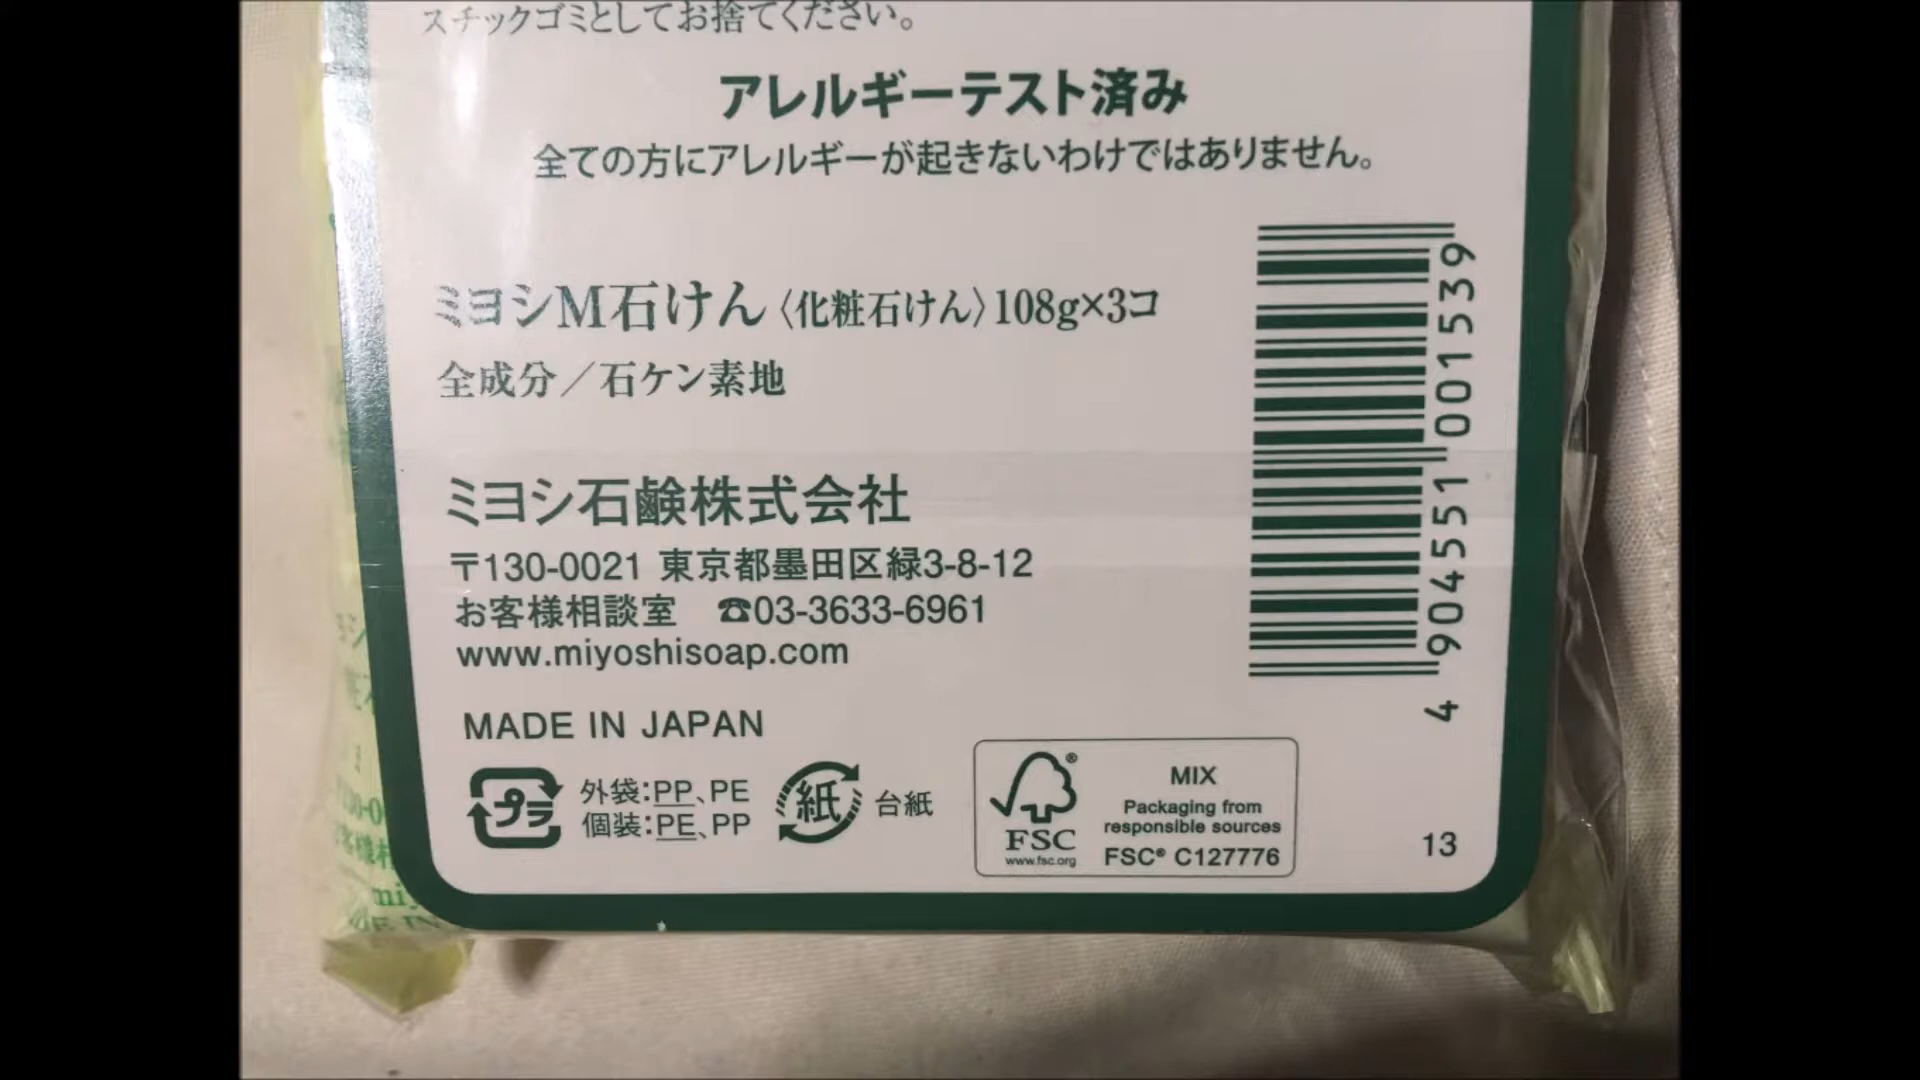 スチックゴミとしてお捨てください。
アレルギーテスト済み
全ての方にアレルギーが起きないわけではありません。
ミヨシM石けん〈化粧石けん〉108g×3コ
全成分／石ケン素地
ミヨシ石鹸株式会社
〒130-0021 東京都墨田区緑3-8-12
お客様相談室 ☎03-3633-6961
www.miyoshisoap.com
MADE IN JAPAN
プラ
外袋:PP、PE
個装:PE、PP
紙 台紙
FSC
www.fsc.org
MIX
Packaging from
responsible sources
FSC® C127776
13
4 904551 001539